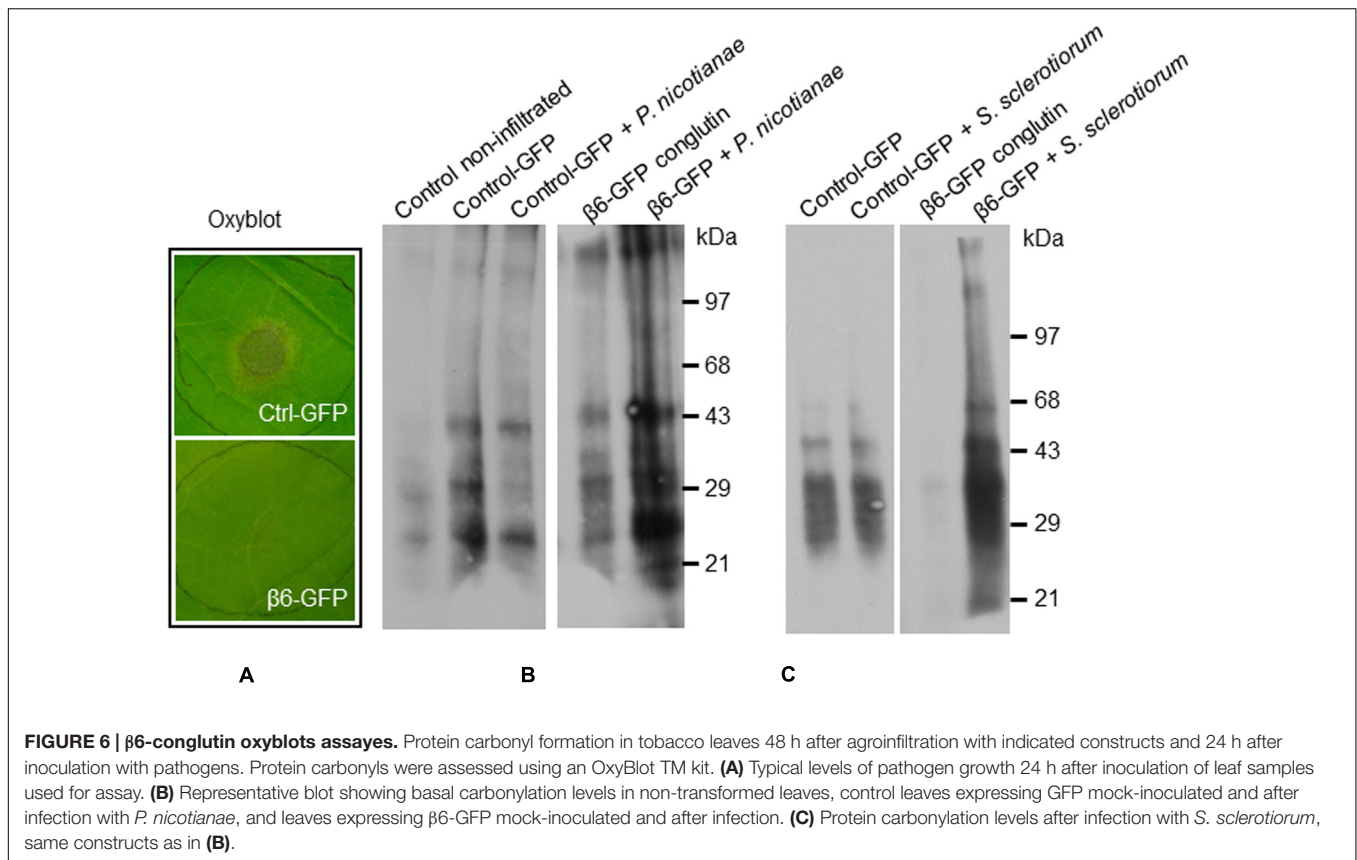 Oxyblot
Ctrl-GFP
β6-GFP
A
Control non-infiltrated
Control-GFP
Control-GFP + P. nicotianae
β6-GFP conglutin
β6-GFP + P. nicotianae
kDa
97
68
43
29
21
B
Control-GFP
Control-GFP + S. sclerotiorum
β6-GFP conglutin
β6-GFP + S. sclerotiorum
kDa
97
68
43
29
21
C
FIGURE 6 | β6-conglutin oxyblots assayes. Protein carbonyl formation in tobacco leaves 48 h after agroinfiltration with indicated constructs and 24 h after
inoculation with pathogens. Protein carbonyls were assessed using an OxyBlot TM kit. (A) Typical levels of pathogen growth 24 h after inoculation of leaf samples
used for assay. (B) Representative blot showing basal carbonylation levels in non-transformed leaves, control leaves expressing GFP mock-inoculated and after
infection with P. nicotianae, and leaves expressing β6-GFP mock-inoculated and after infection. (C) Protein carbonylation levels after infection with S. sclerotiorum,
same constructs as in (B).